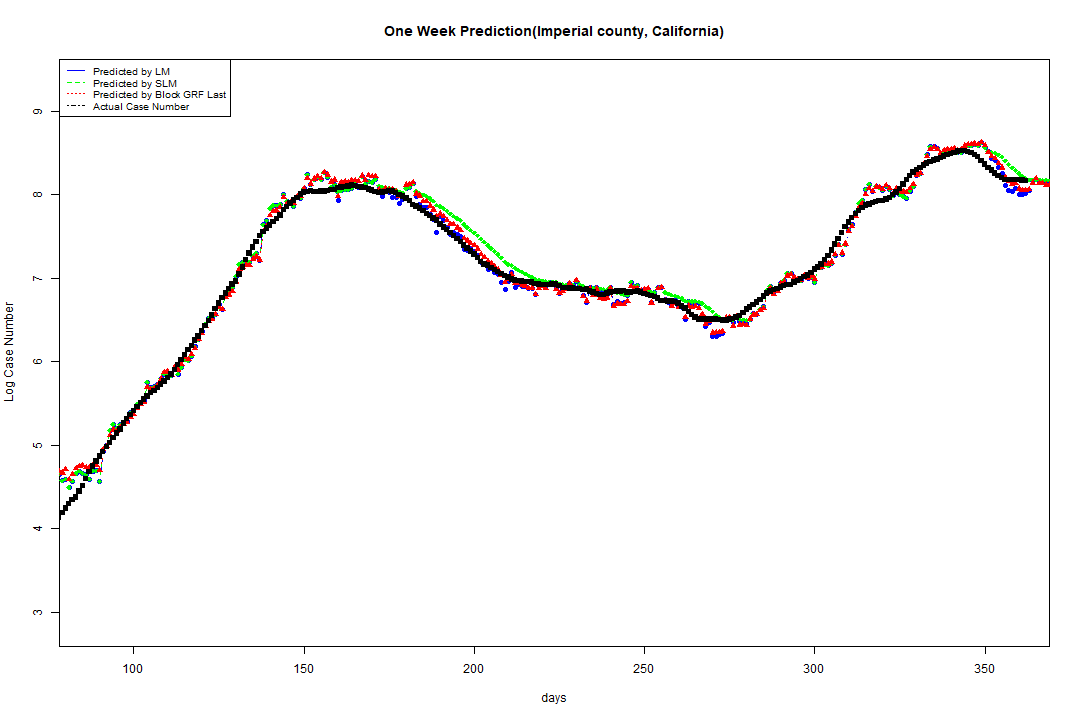 One Week Prediction(Imperial county, California)
Predicted by LM
Predicted by SLM
Predicted by Block GRF Last
Actual Case Number
9
8
7
6
5
4
3
Log Case Number
100 150 200 250 300 350
days